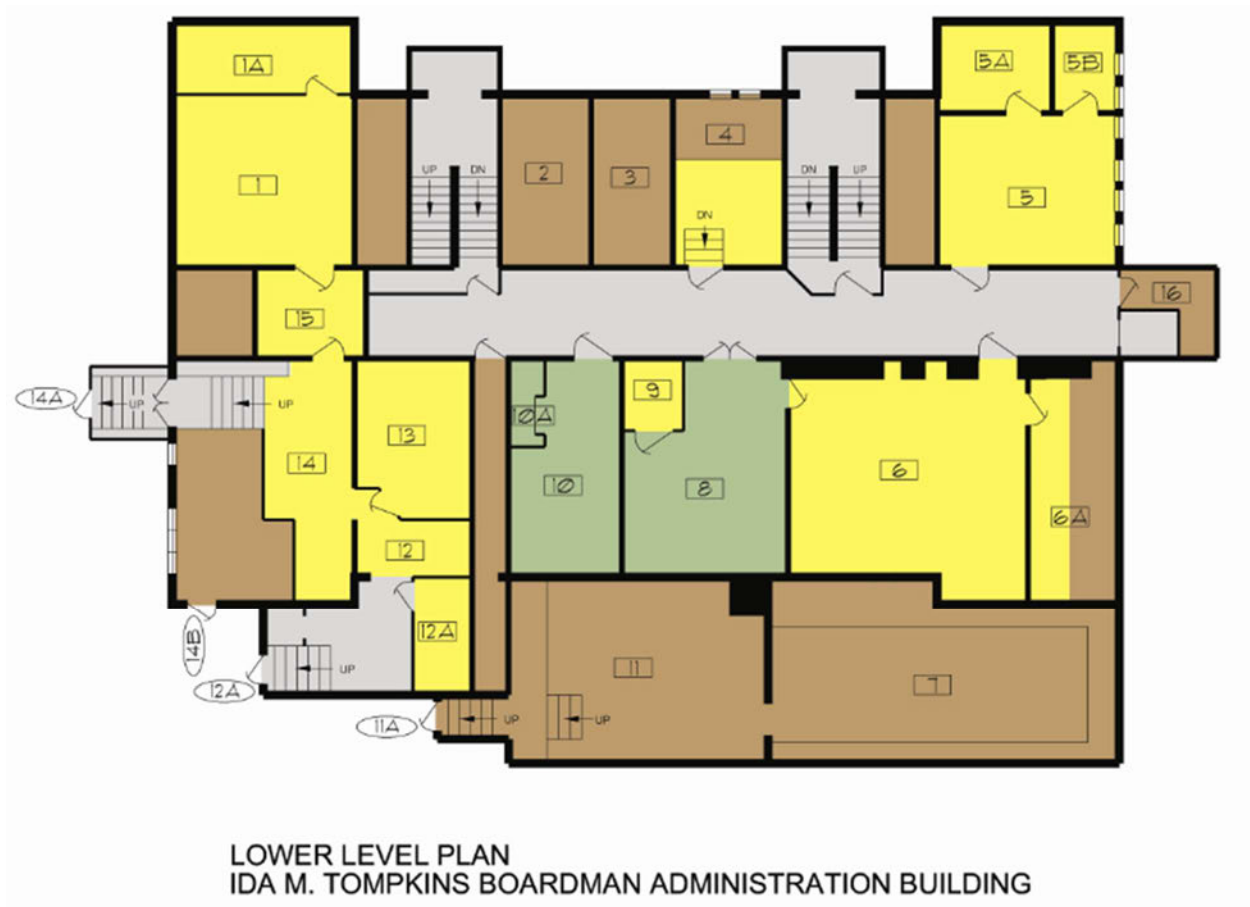 1A
5A
5B
4
UP
DN
2
3
DN
UP
1
5
DN
15
16
14A
UP
UP
10A
9
13
14
10
8
6
6A
12
12A
14B
UP
12A
11
7
11A
UP
UP
LOWER LEVEL PLAN
IDA M. TOMPKINS BOARDMAN ADMINISTRATION BUILDING